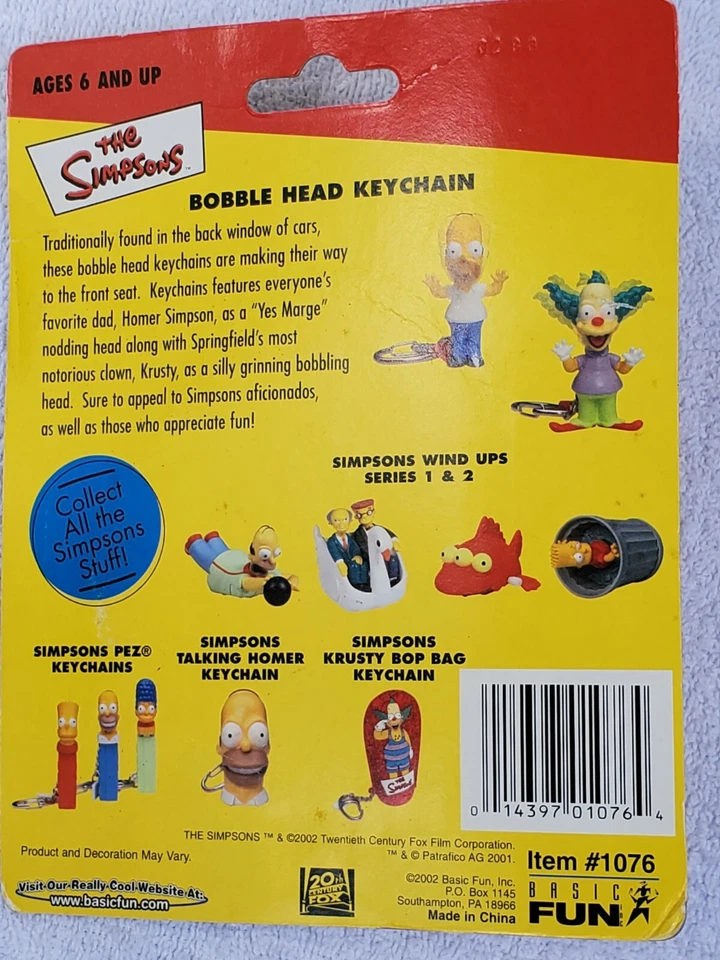 AGES 6 AND UP
THE
SIMPSONS™
BOBBLE HEAD KEYCHAIN
Traditionally found in the back window of cars,
these bobble head keychains are making their way
to the front seat. Keychains features everyone's
favorite dad, Homer Simpson, as a "Yes Marge"
nodding head along with Springfield's most
notorious clown, Krusty, as a silly grinning bobbling
head. Sure to appeal to Simpsons aficionados,
as well as those who appreciate fun!
Collect
All the
Simpsons
Stuff!
SIMPSONS WIND UPS
SERIES 1 & 2
SIMPSONS PEZ®
KEYCHAINS
SIMPSONS
TALKING HOMER
KEYCHAIN
SIMPSONS
KRUSTY BOP BAG
KEYCHAIN
THE
SIMPSONS
0 14397 01076 4
THE SIMPSONS ™ & ©2002 Twentieth Century Fox Film Corporation.
™ & © Patrafico AG 2001.
Product and Decoration May Vary.
Visit Our Really Cool Website At:
www.basicfun.com
20th
CENTURY
FOX
©2002 Basic Fun, Inc.
P.O. Box 1145
Southampton, PA 18966
Made in China
Item #1076
BASIC
FUN INC